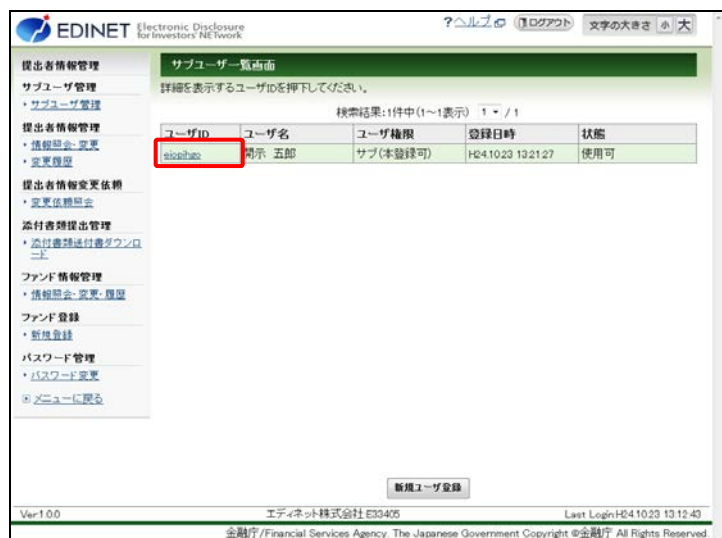 EDINET Electronic Disclosure for Investors' NETwork
?ヘルプ ログアウト 文字の大きさ 小 大
提出者情報管理
サブユーザ管理
・サブユーザ管理
提出者情報管理
・情報照会・変更
・変更履歴
提出者情報変更依頼
・変更依頼照会
添付書類提出管理
・添付書類送付書ダウンロ
ード
ファンド情報管理
・情報照会・変更・履歴
ファンド登録
・新規登録
パスワード管理
・パスワード変更
メニューに戻る
サブユーザ一覧画面
詳細を表示するユーザIDを押下してください。
検索結果:1件中(1～1表示) 1 / 1
ユーザID ユーザ名 ユーザ権限 登録日時 状態
開示 五郎 サブ(本登録可) H24.10.23 13:21:27 使用可
新規ユーザ登録
Ver.1.0.0 エディネット株式会社:E33405 Last Login:H24.10.23 13:12:43
金融庁/Financial Services Agency, The Japanese Government Copyright ©金融庁 All Rights Reserved.